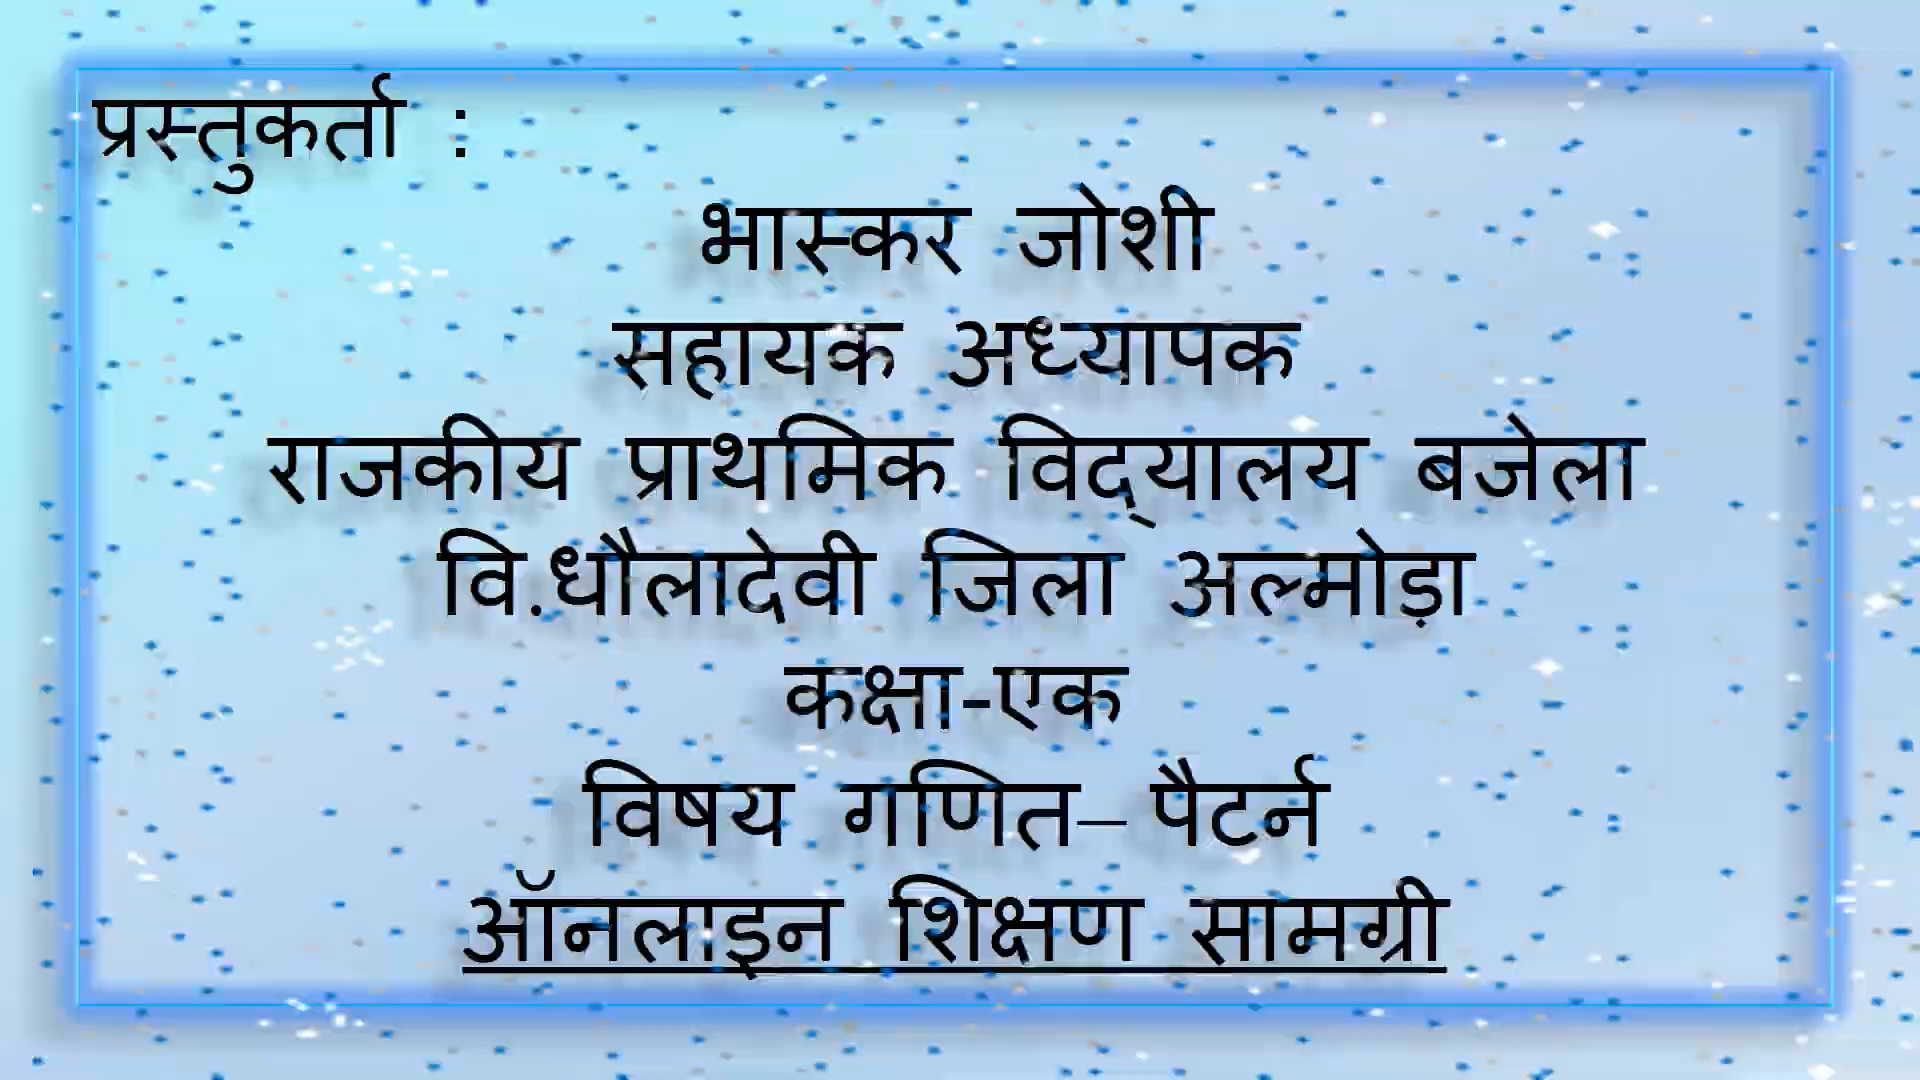 प्रस्तुकर्ता :
भास्कर जोशी
सहायक अध्यापक
राजकीय प्राथमिक विद्‌यालय बजेला
वि.धौलादेवी जिला अल्मोड़ा
कक्षा-एक
विषय गणित– पैटर्न
ऑनलाइन शिक्षण सामग्री